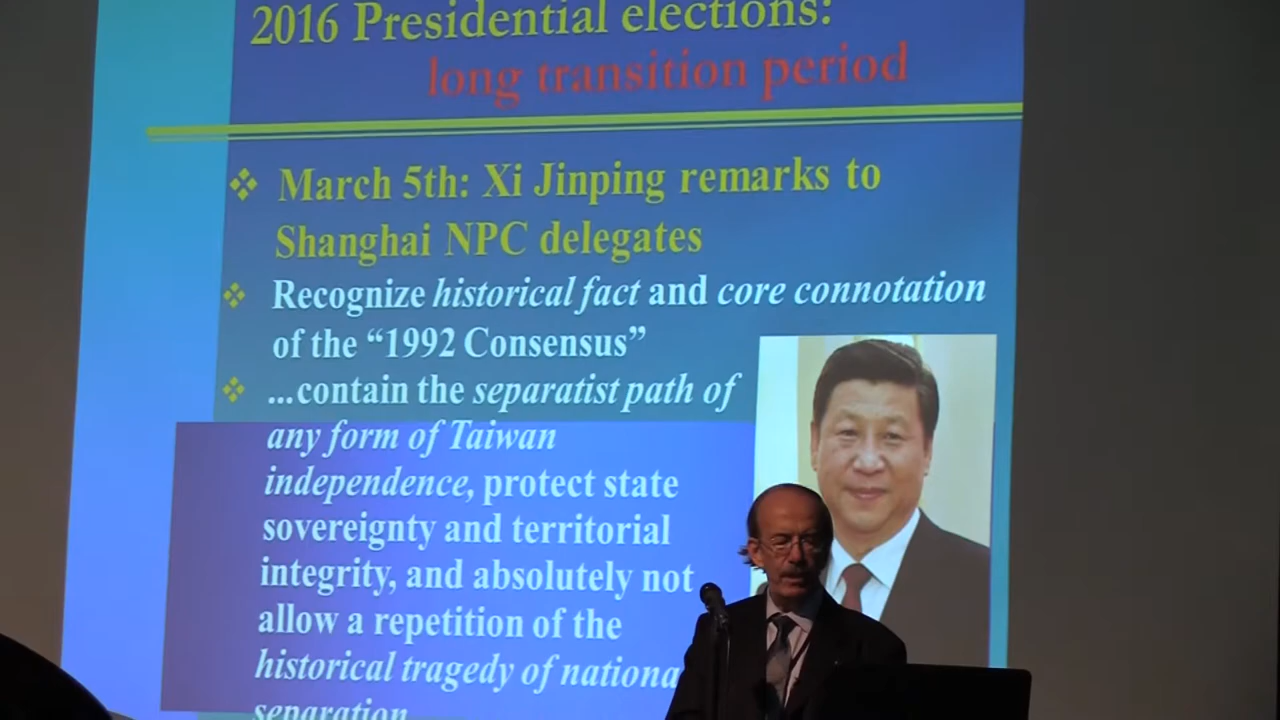 2016 Presidential elections:
long transition period
March 5th: Xi Jinping remarks to
Shanghai NPC delegates
Recognize historical fact and core connotation
of the “1992 Consensus”
...contain the separatist path of
any form of Taiwan
independence, protect state
sovereignty and territorial
integrity, and absolutely not
allow a repetition of the
historical tragedy of nationa
separation